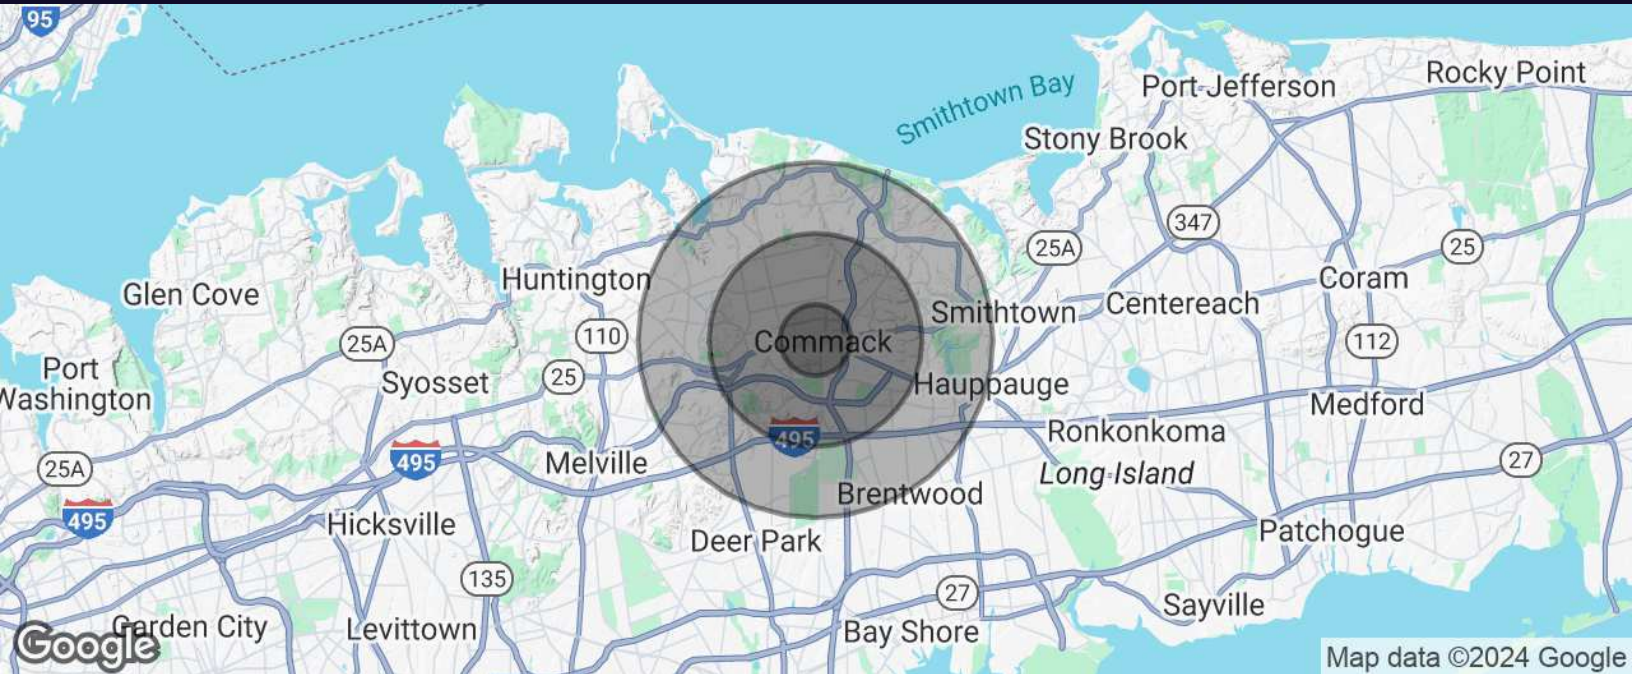 95
Smithtown Bay
Port Jefferson
Rocky Point
Stony Brook
347
25A
25
Huntington
Glen Cove
Coram
Centereach
Smithtown
110
25A
Commack
112
Port
Washington
Syosset
25
Hauppauge
Medford
495
Ronkonkoma
495
Melville
25A
Long Island
27
Brentwood
495
Hicksville
Deer Park
Patchogue
135
27
Sayville
Garden City
Levittown
Bay Shore
Google
Map data ©2024 Google